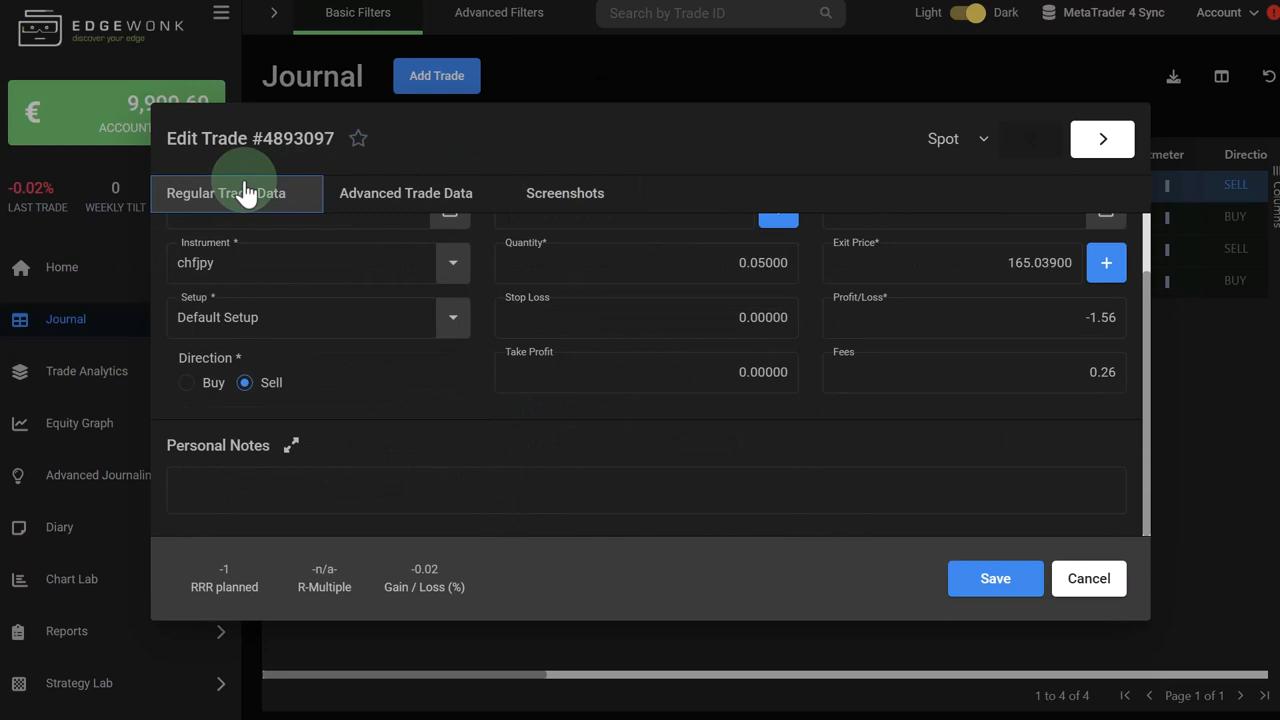 EDGEWONK
discover your edge
Basic Filters
Advanced Filters
Search by Trade ID
Light
Dark
MetaTrader 4 Sync
Account
Journal
Add Trade
€
9,999.69
ACCOUNT
-0.02%
LAST TRADE
0
WEEKLY TILT
Home
Journal
Trade Analytics
Equity Graph
Advanced Journalin
Diary
Chart Lab
Reports
Strategy Lab
Edit Trade #4893097
Spot
Regular Trade Data
Advanced Trade Data
Screenshots
Instrument *
chfjpy
Quantity*
0.05000
Exit Price*
165.03900
+
Setup *
Default Setup
Stop Loss
0.00000
Profit/Loss*
-1.56
Direction *
Buy
Sell
Take Profit
0.00000
Fees
0.26
Personal Notes
-1
RRR planned
-n/a-
R-Multiple
-0.02
Gain / Loss (%)
Save
Cancel
meter
Directio
SELL
BUY
SELL
BUY
Columns
1 to 4 of 4
Page 1 of 1